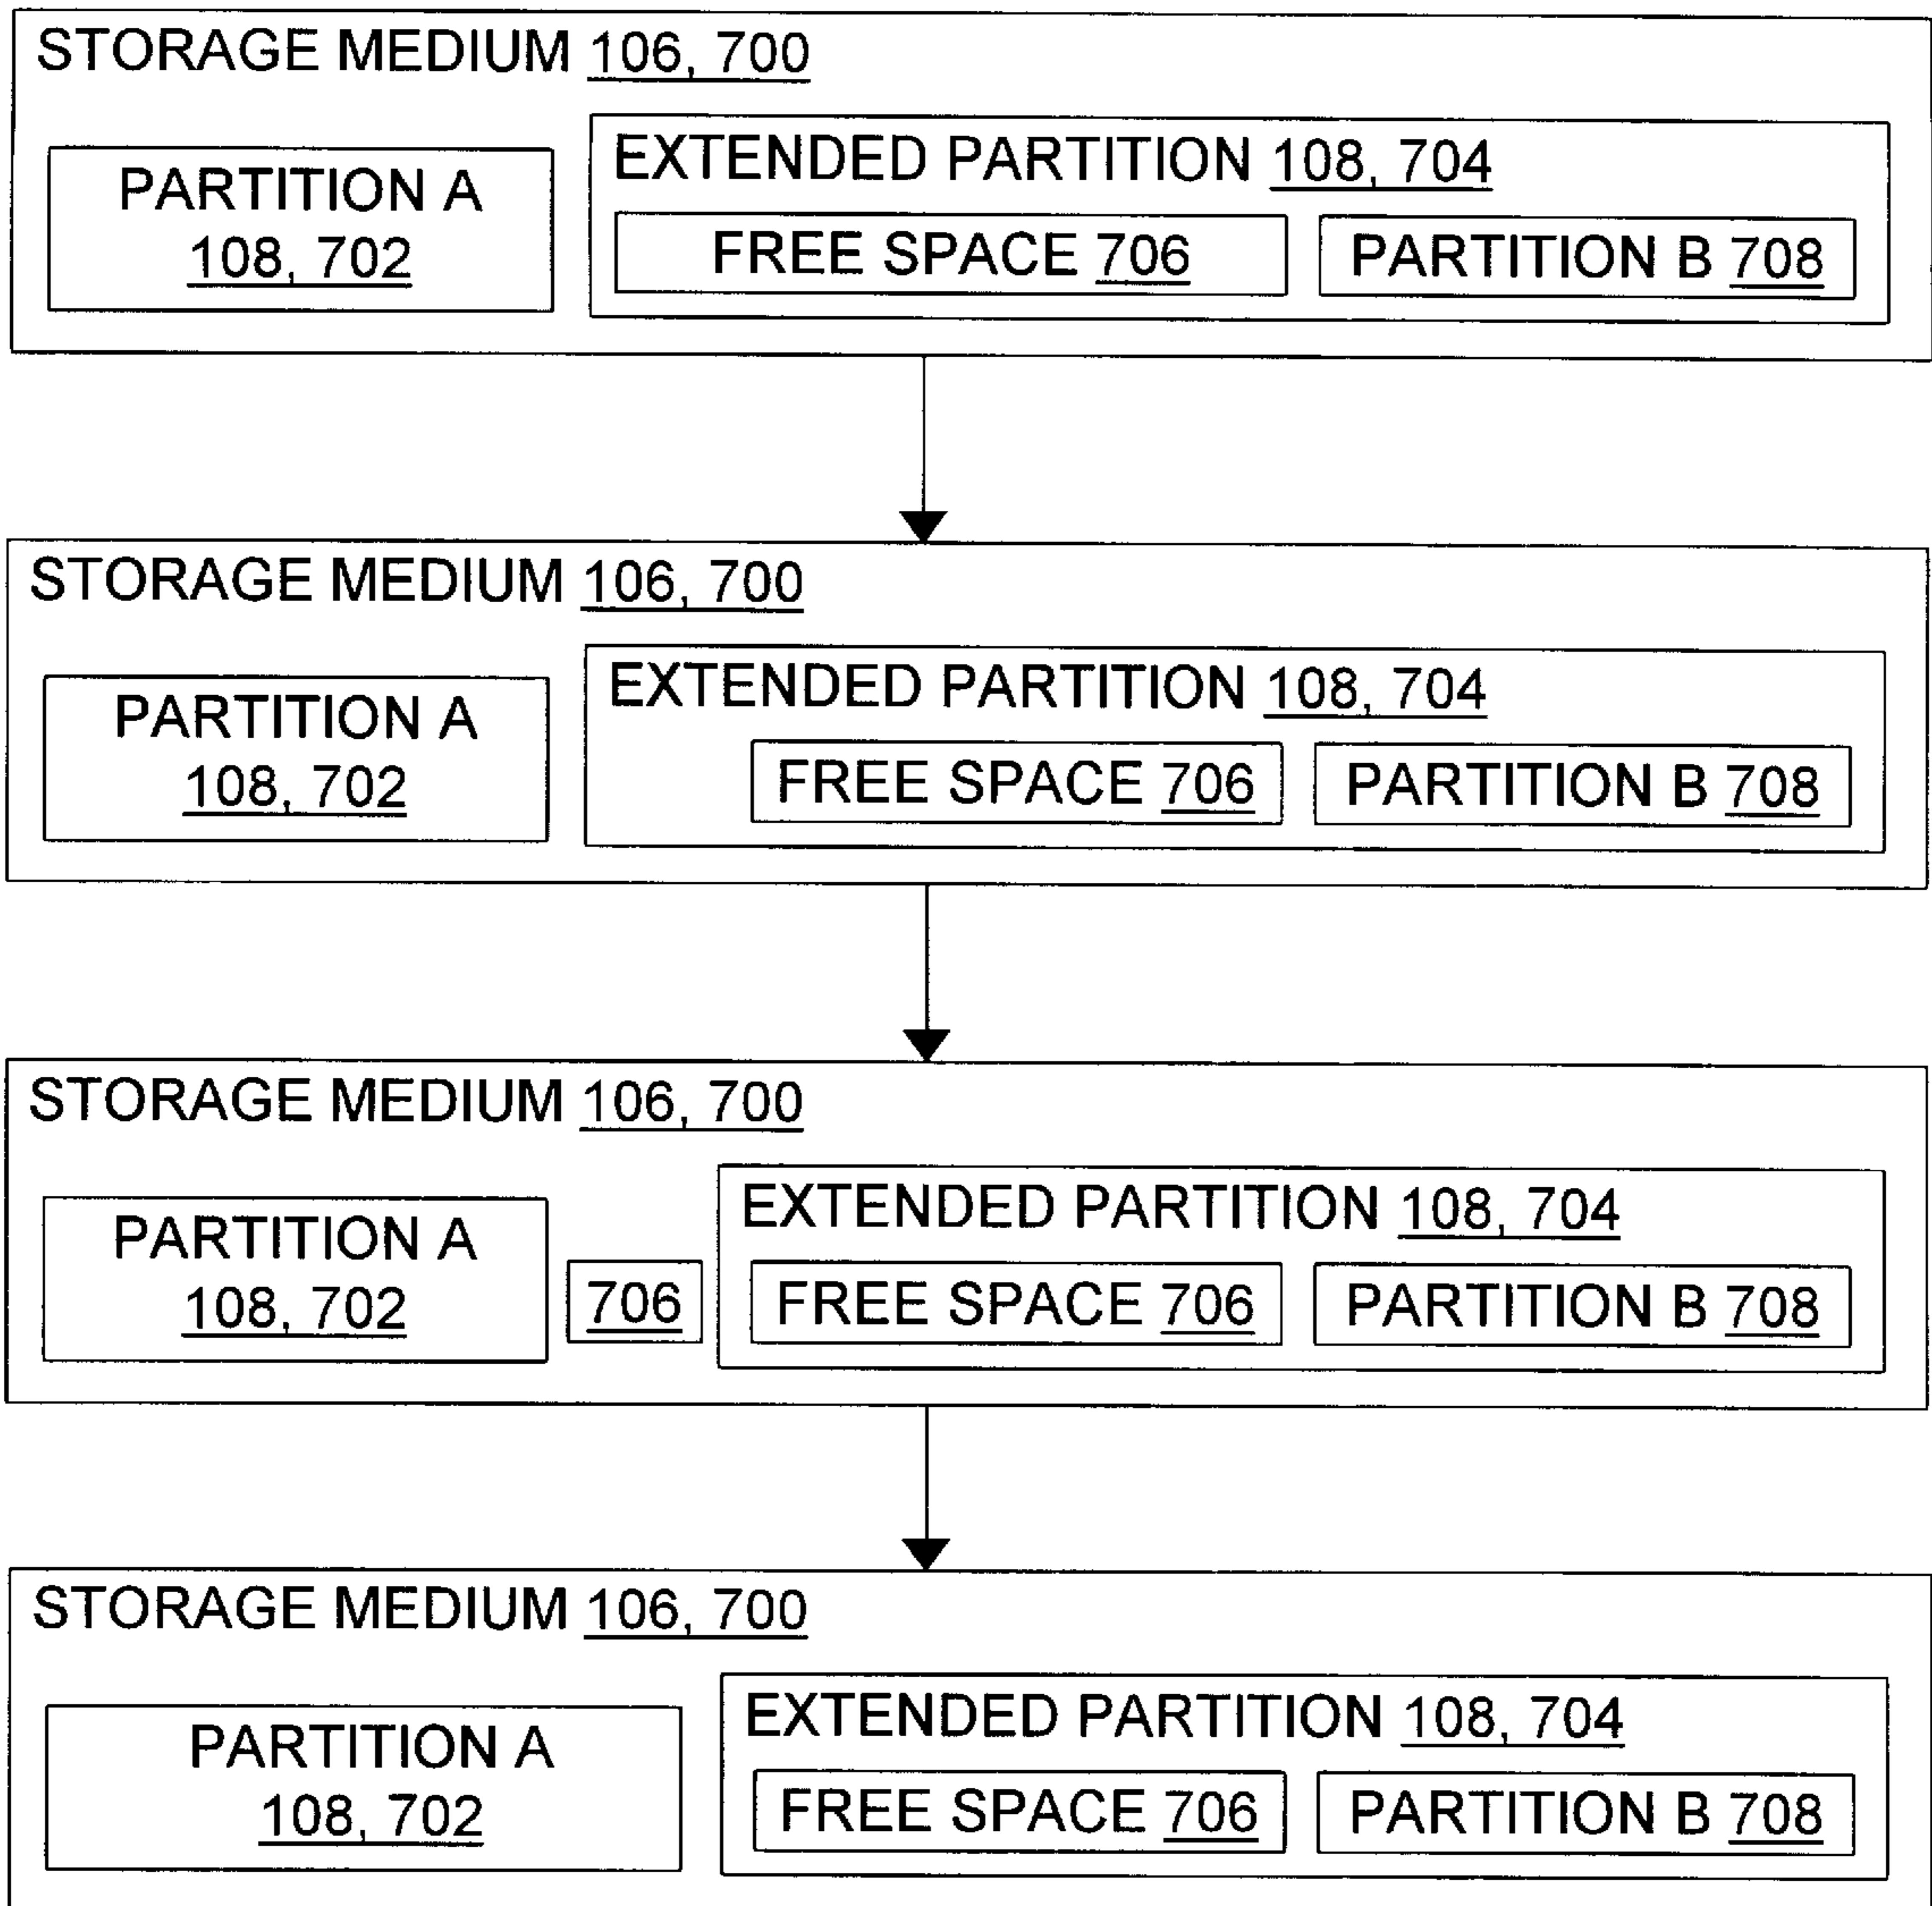 STORAGE MEDIUM 106, 700
EXTENDED PARTITION 108, 704
PARTITION A
108, 702
FREE SPACE 706
PARTITION B 708
STORAGE MEDIUM 106, 700
EXTENDED PARTITION 108, 704
PARTITION A
108, 702
FREE SPACE 706
PARTITION B 708
STORAGE MEDIUM 106, 700
EXTENDED PARTITION 108, 704
PARTITION A
108, 702
706
FREE SPACE 706
PARTITION B 708
STORAGE MEDIUM 106, 700
EXTENDED PARTITION 108, 704
PARTITION A
108, 702
FREE SPACE 706
PARTITION B 708